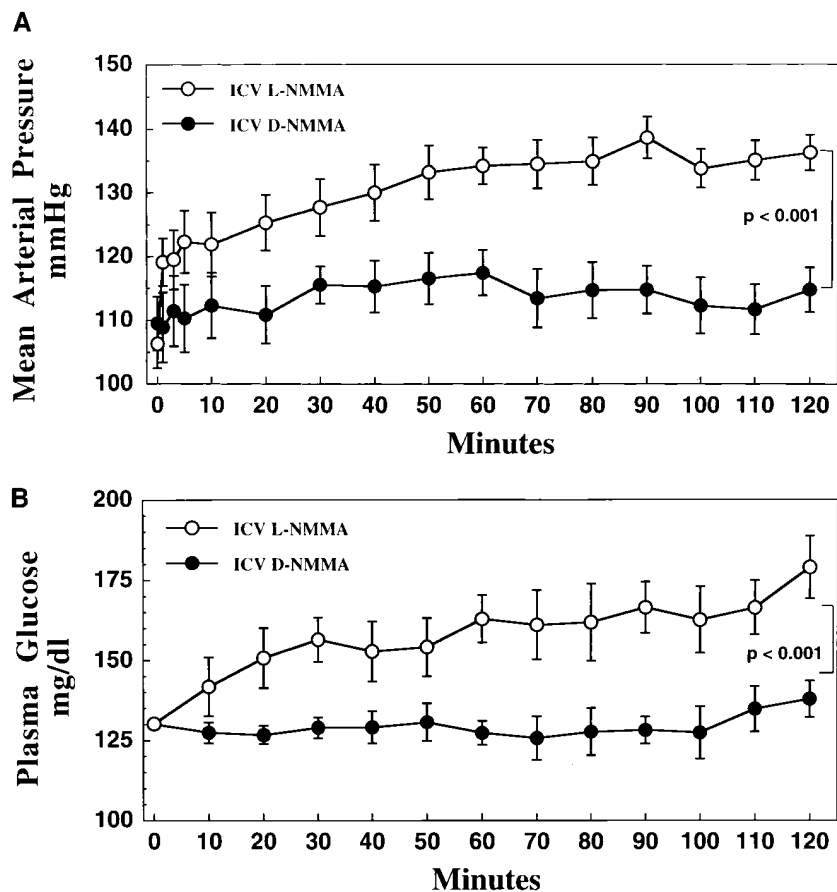 A
150
140
130
120
110
100
Mean Arterial Pressure
mmHg
ICV L-NMMA
ICV D-NMMA
p < 0.001
0 10 20 30 40 50 60 70 80 90 100 110 120
Minutes
B
200
175
150
125
100
Plasma Glucose
mg/dl
ICV L-NMMA
ICV D-NMMA
p < 0.001
0 10 20 30 40 50 60 70 80 90 100 110 120
Minutes